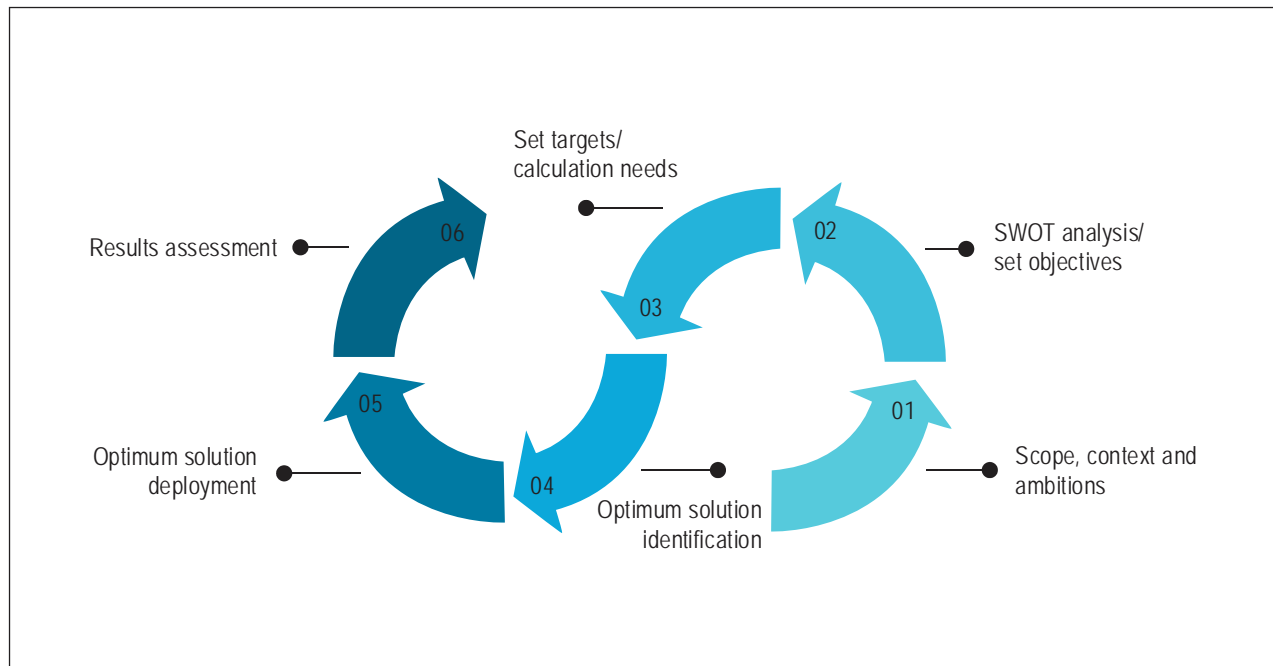 Set targets/
calculation needs
06
02
Results assessment
SWOT analysis/
set objectives
03
05
01
Optimum solution
deployment
04
Optimum solution
identification
Scope, context and
ambitions